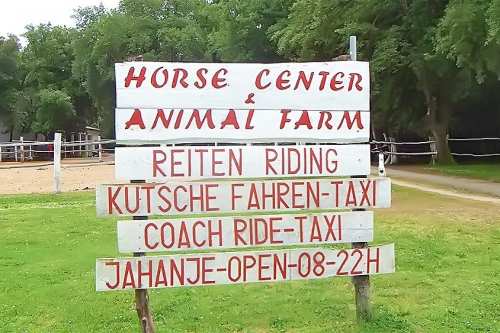 HORSE CENTER
&
ANIMAL FARM
REITEN RIDING
KUTSCHE FAHREN-TAXI
COACH RIDE-TAXI
JAHANJE-OPEN-08-22H